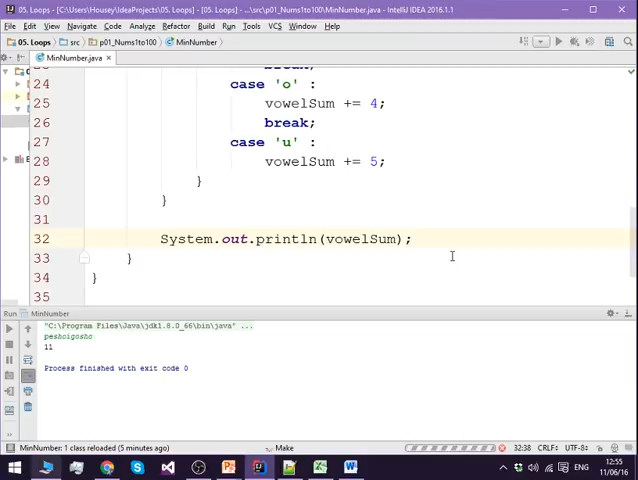 05. Loops - [C:\Users\Housey\IdeaProjects\05. Loops] - [05. Loops] - ...\src\p01_Nums1to100\MinNumber.java - IntelliJ IDEA 2016.1.1
File Edit View Navigate Code Analyze Refactor Build Run Tools VCS Window Help
05. Loops src p01_Nums1to100 MinNumber
MinNumber.java
break;
24 case 'o' :
25 vowelSum += 4;
26 break;
27 case 'u' :
28 vowelSum += 5;
29 }
30 }
31
32 System.out.println(vowelSum);
33 }
34 }
35
Run MinNumber
"C:\Program Files\Java\jdk1.8.0_66\bin\java" ...
11
Process finished with exit code 0
MinNumber: 1 class reloaded (5 minutes ago) Make 32:38 CRLF÷ UTF-8÷
ENG 12:55
11/06/16